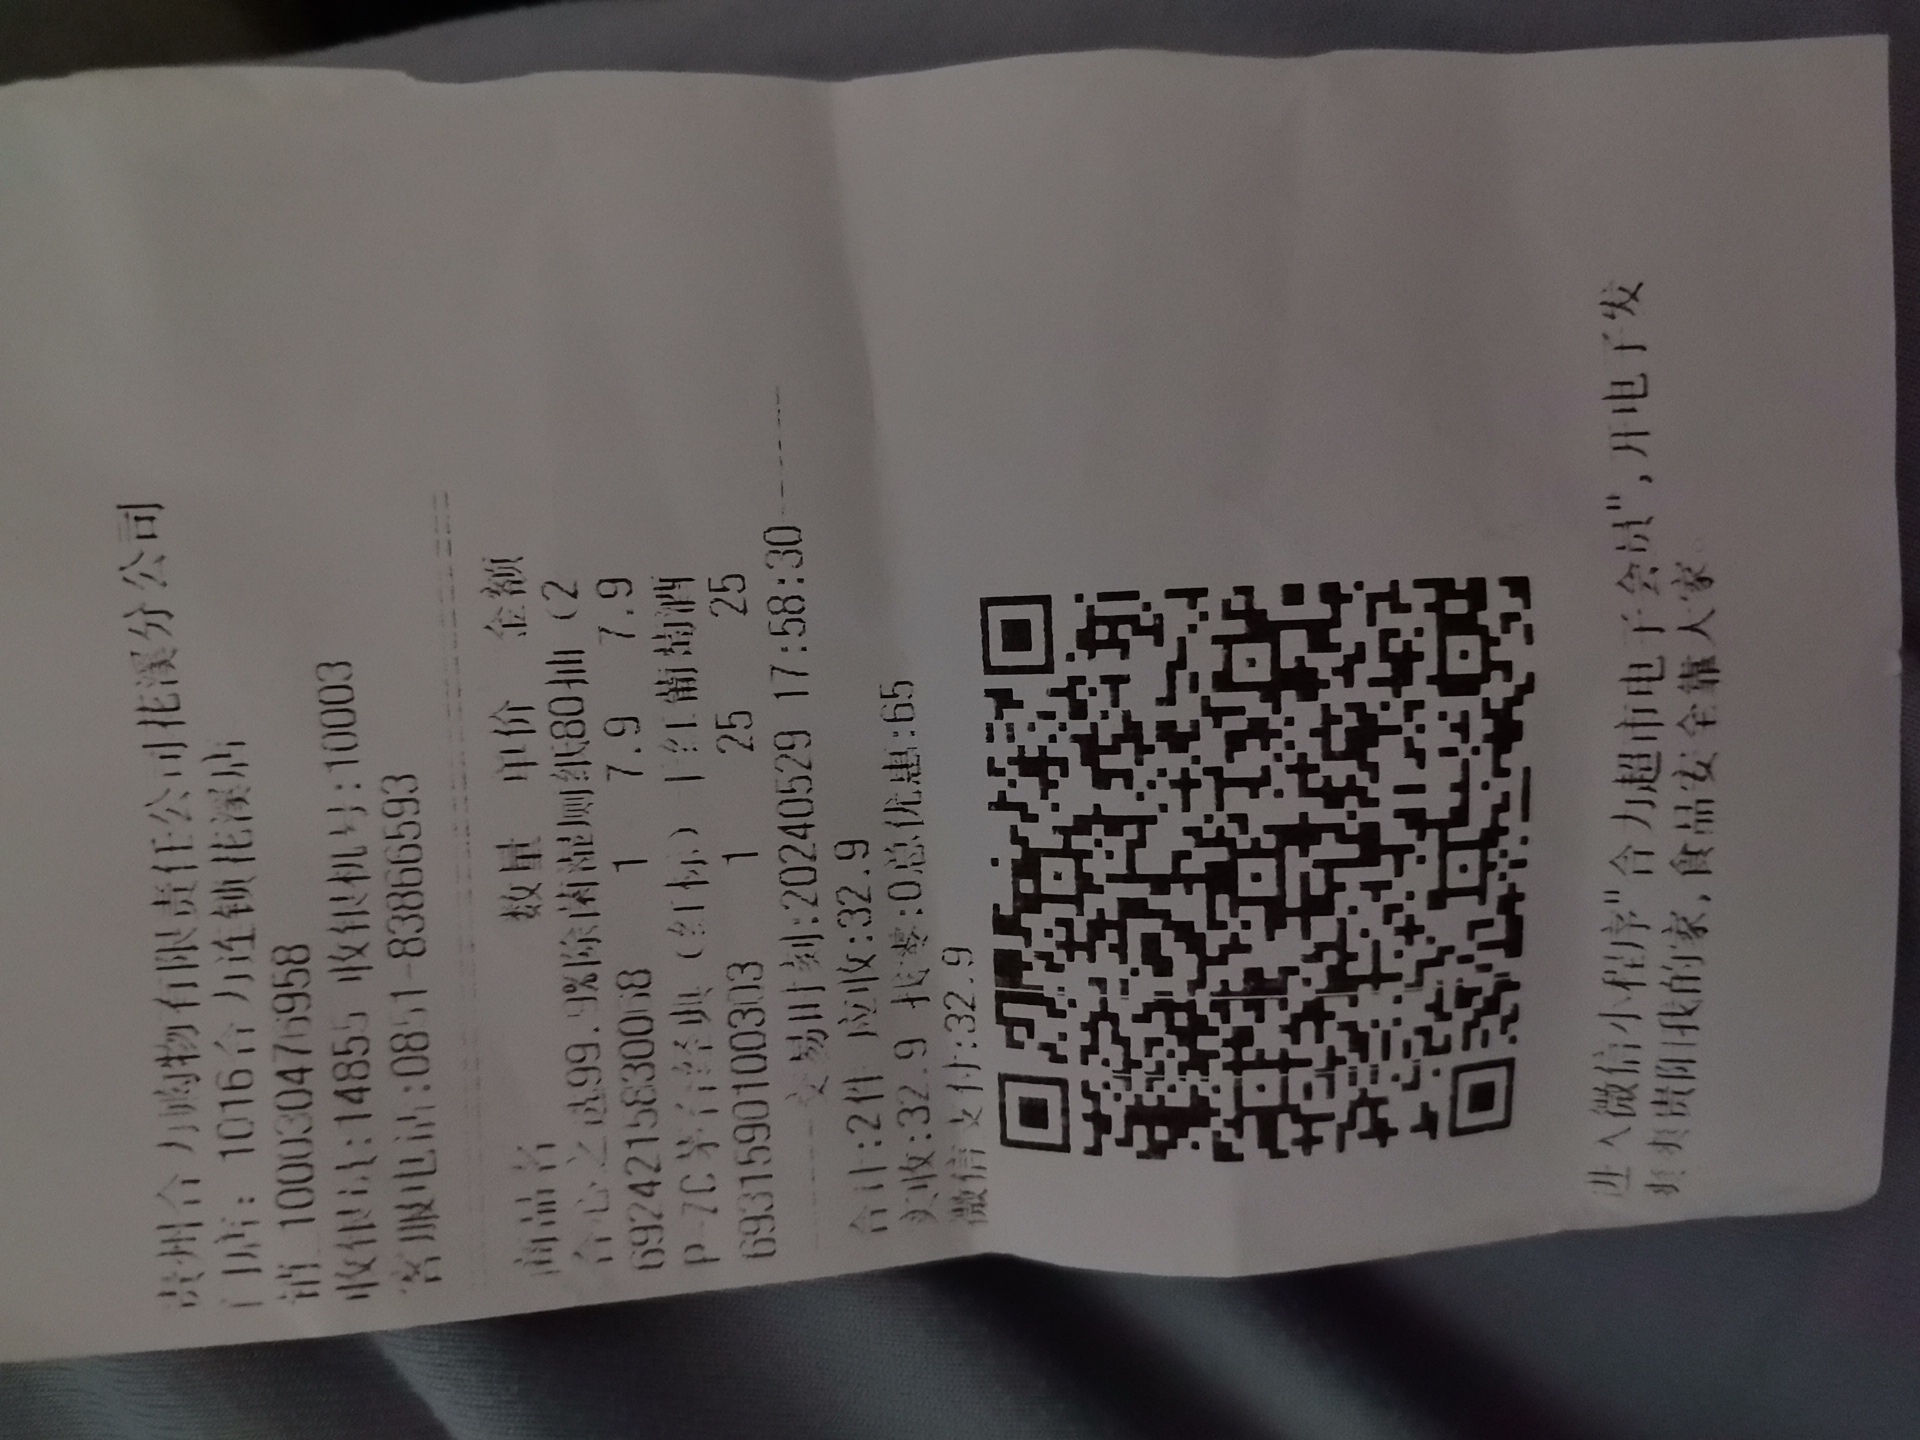 贵州合力购物有限责任公司花溪分公司
门店: 1016合力连锁花溪店
销 100030476958
收银员:14855 收银机号:10003
客服电话:0851-83866593
商品名 数量 单价 金额
合心之选99.9%除菌湿厕纸80抽 (2
6924215830068 1 7.9 7.9
P-7C茅台经典 (红标) 干红葡萄酒
6931590100303 1 25 25
交易时刻:20240529 17:58:30
合计:2件 应收:32.9
实收:32.9 找零:0总优惠:65
微信支付:32.9
进入微信小程序"合力超市电子会员",开电子发
爽爽贵阳我的家,食品安全靠大家。